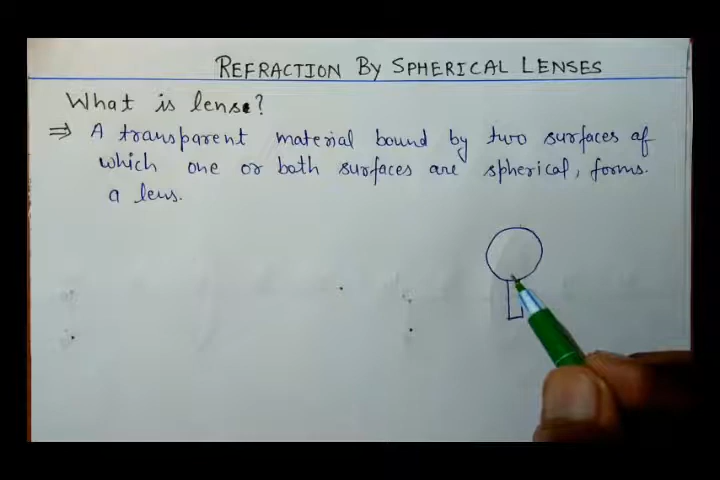 REFRACTION BY SPHERICAL LENSES
What is lens?
⇒ A transparent material bound by two surfaces of
which one or both surfaces are spherical, forms.
a lens.